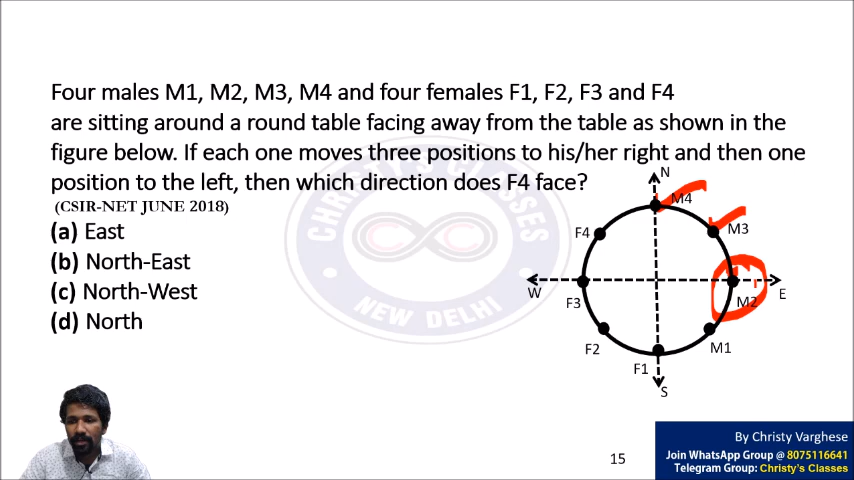 Four males M1, M2, M3, M4 and four females F1, F2, F3 and F4
are sitting around a round table facing away from the table as shown in the
figure below. If each one moves three positions to his/her right and then one
position to the left, then which direction does F4 face?
(CSIR-NET JUNE 2018)
(a) East
(b) North-East
(c) North-West
(d) North
N
M4
M3
F4
W
E
F3
M2
F2
M1
F1
S
CHRISTY'S CLASSES
NEW DELHI
15
By Christy Varghese
Join WhatsApp Group @ 8075116641
Telegram Group: Christy's Classes